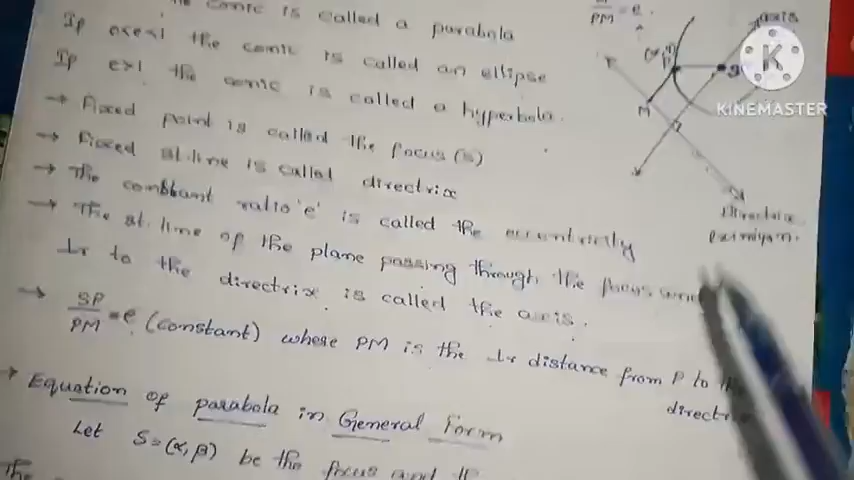 the conic is called a parabola
If 0<e<1 the conic is called an ellipse
If e>1 the conic is called a hyperbola.
→ Fixed point is called the focus (s)
→ Fixed st.line is called directrix
→ The constant ratio 'e' is called the eccentricity
→ The st.line of the plane passing through the focus and
⊥r to the directrix is called the axis.
→ SP/PM = e (constant) where PM is the ⊥r distance from P to the
directrix
→ Equation of parabola in General Form
Let S=(α,β) be the focus and
PM = e.
axis
P
S
M
Directrix
KINEMASTER